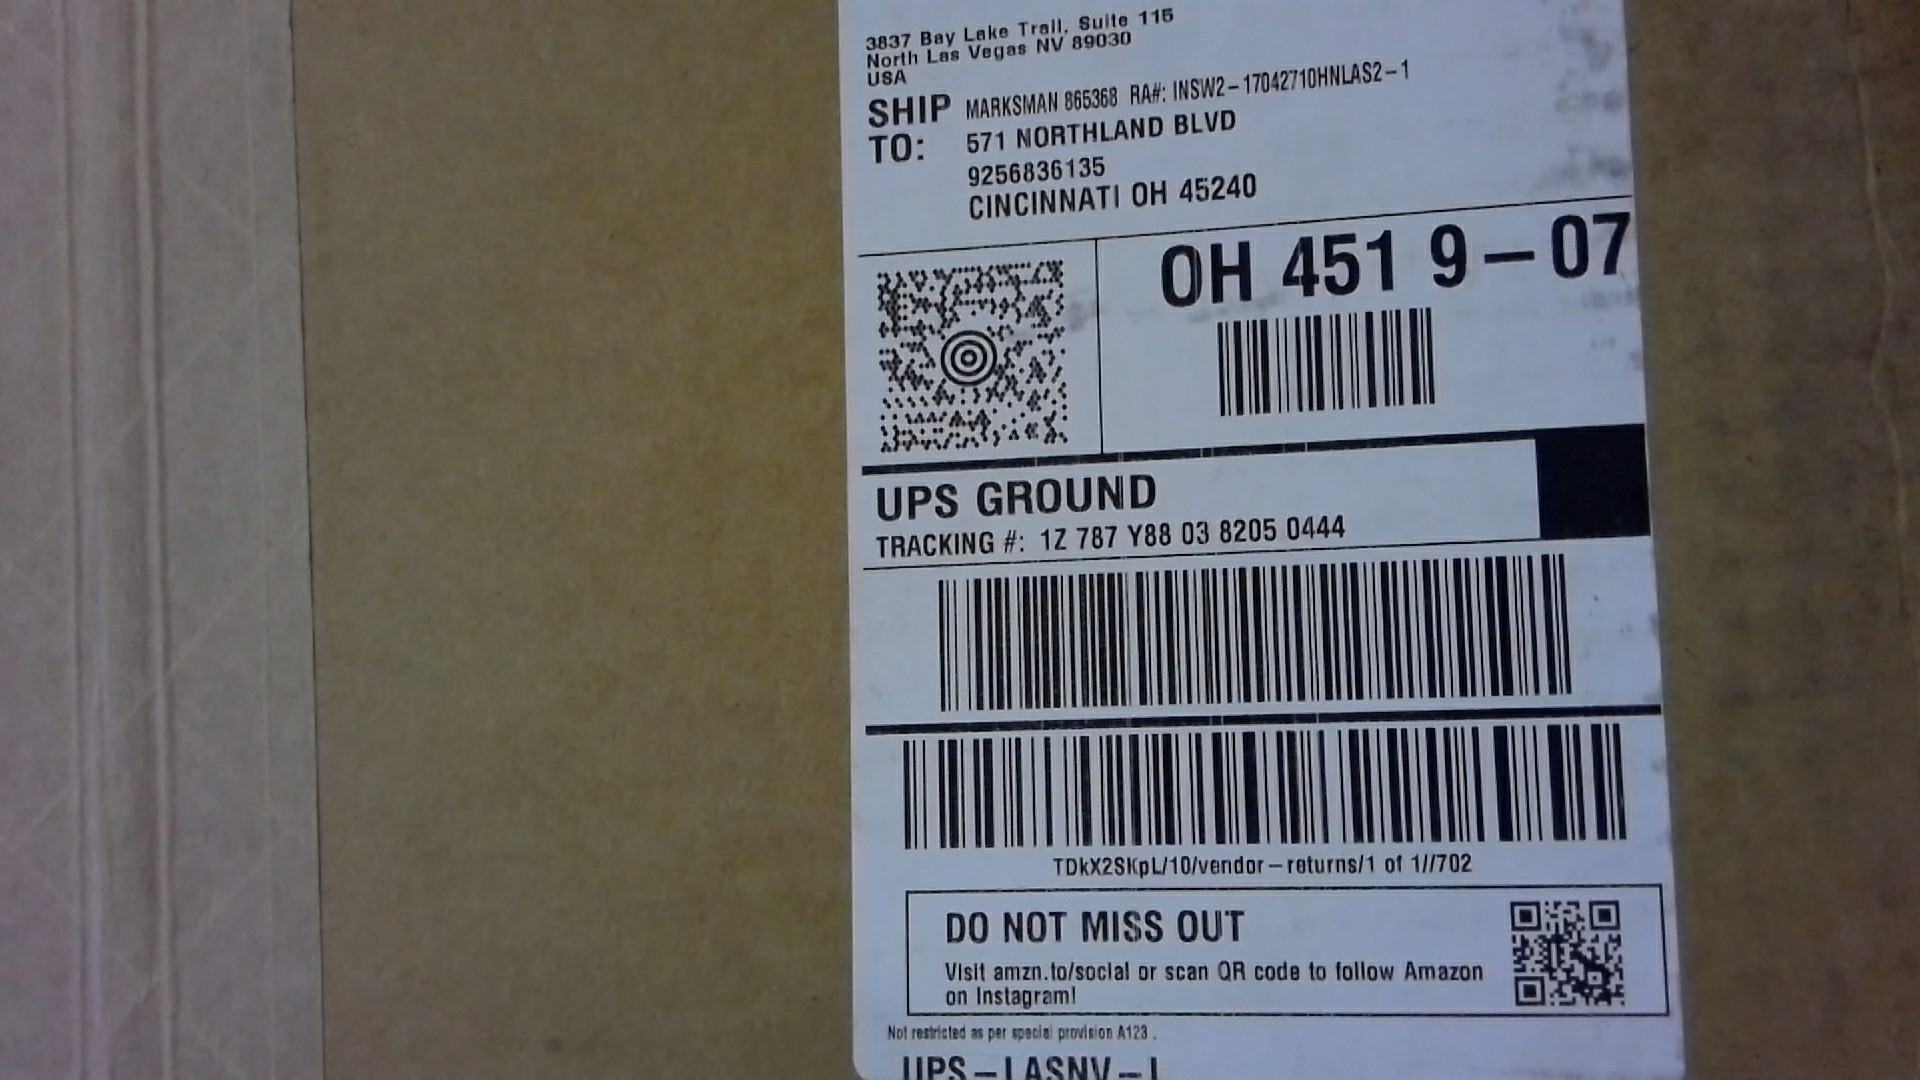 3837 Bay Lake Trail, Suite 115
North Las Vegas NV 89030
USA
SHIP TO: MARKSMAN 865368 RA#: INSW2-17042710HNLAS2-1
571 NORTHLAND BLVD
9256836135
CINCINNATI OH 45240
OH 451 9-07
UPS GROUND
TRACKING #: 1Z 787 Y88 03 8205 0444
TDkX2SKpL/10/vendor-returns/1 of 1//702
DO NOT MISS OUT
Visit amzn.to/social or scan QR code to follow Amazon
on Instagram!
Not restricted as per special provision A123 .
UPS-LASNV-L